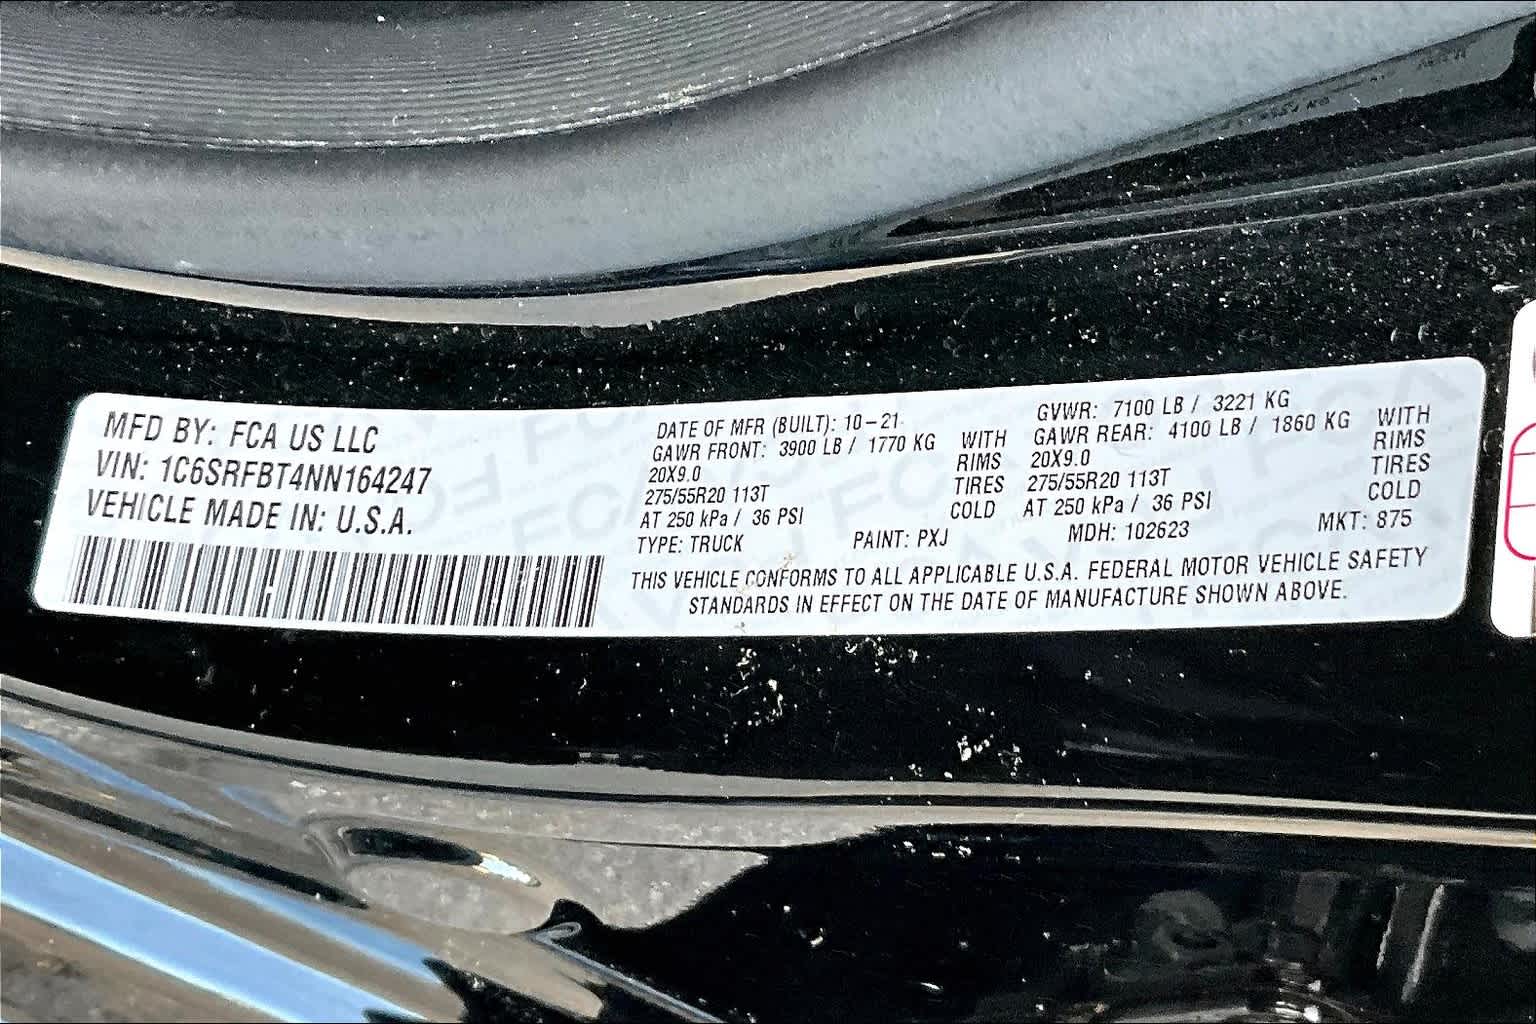 MFD BY: FCA US LLC
VIN: 1C6SRFBT4NN164247
VEHICLE MADE IN: U.S.A.
DATE OF MFR (BUILT): 10-21
GAWR FRONT: 3900 LB / 1770 KG WITH
20X9.0 RIMS
275/55R20 113T TIRES
AT 250 kPa / 36 PSI COLD
GVWR: 7100 LB / 3221 KG
GAWR REAR: 4100 LB / 1860 KG WITH
20X9.0 RIMS
275/55R20 113T TIRES
AT 250 kPa / 36 PSI COLD
TYPE: TRUCK PAINT: PXJ MDH: 102623 MKT: 875
THIS VEHICLE CONFORMS TO ALL APPLICABLE U.S.A. FEDERAL MOTOR VEHICLE SAFETY
STANDARDS IN EFFECT ON THE DATE OF MANUFACTURE SHOWN ABOVE.